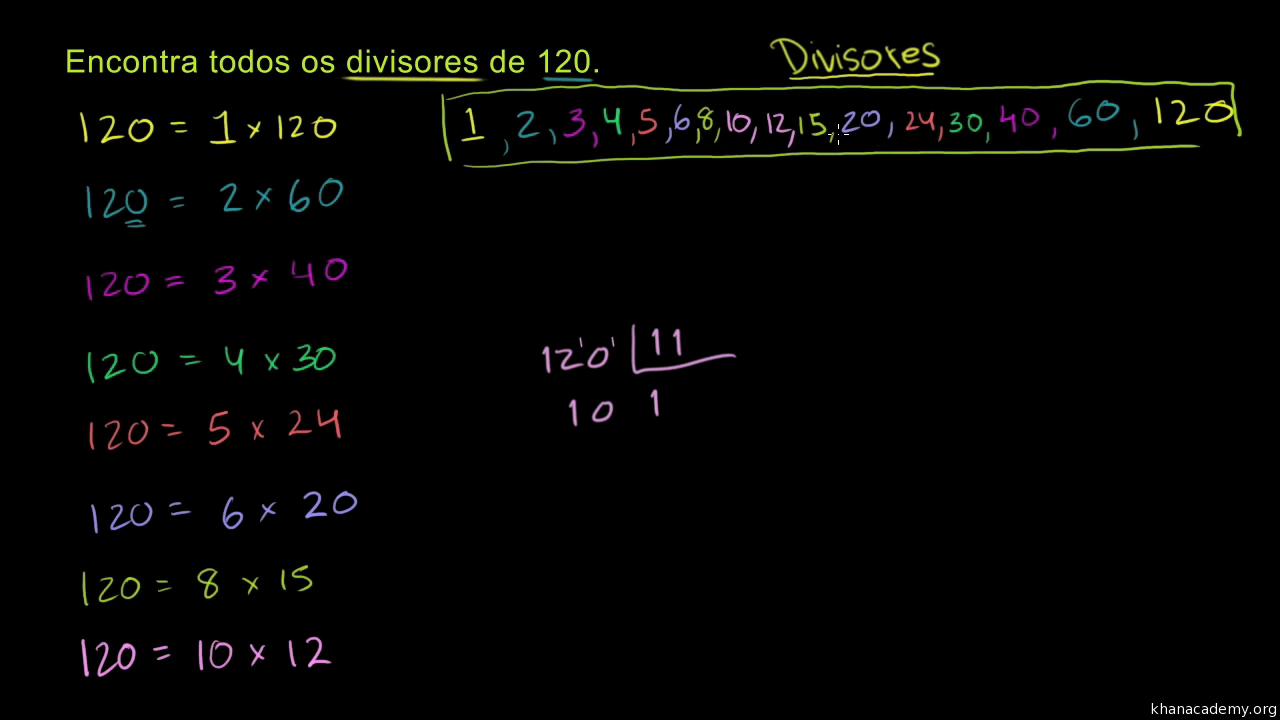 Encontra todos os divisores de 120.
Divisores
1, 2, 3, 4, 5, 6, 8, 10, 12, 15, 20, 24, 30, 40, 60, 120
120 = 1 × 120
120 = 2 × 60
120 = 3 × 40
120 = 4 × 30
120 = 5 × 24
120 = 6 × 20
120 = 8 × 15
120 = 10 × 12
12'0' 11
10 1
khanacademy.org